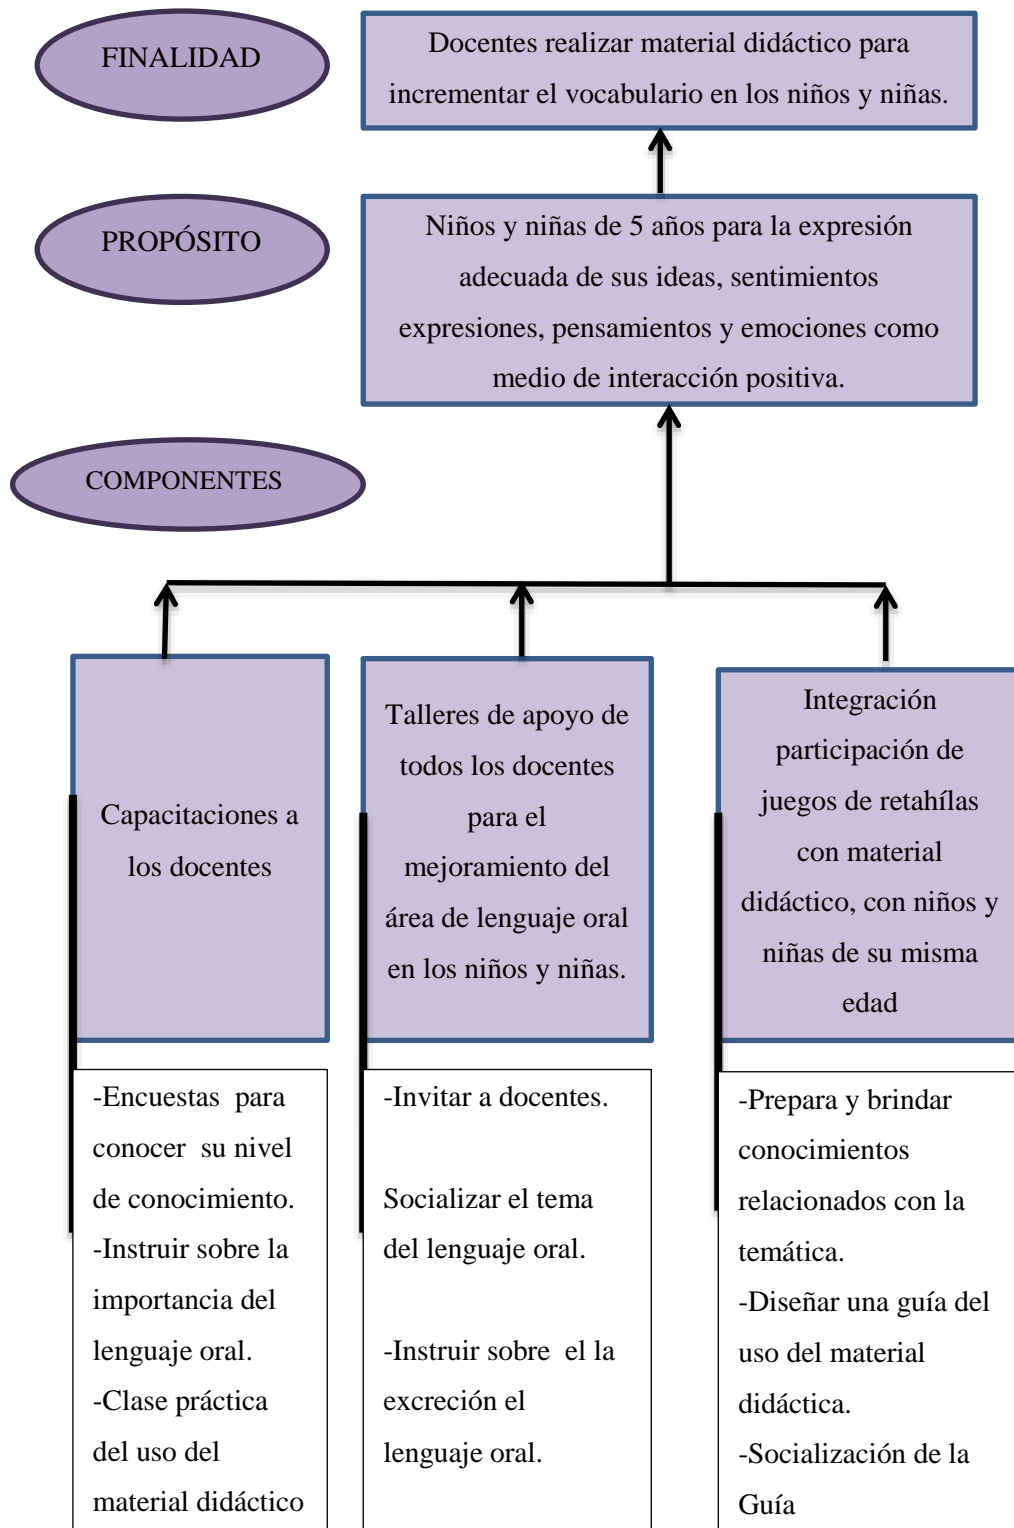 FINALIDAD
Docentes realizar material didáctico para
incrementar el vocabulario en los niños y niñas.
PROPÓSITO
Niños y niñas de 5 años para la expresión
adecuada de sus ideas, sentimientos
expresiones, pensamientos y emociones como
medio de interacción positiva.
COMPONENTES
Capacitaciones a
los docentes
Talleres de apoyo de
todos los docentes
para el
mejoramiento del
área de lenguaje oral
en los niños y niñas.
Integración
participación de
juegos de retahílas
con material
didáctico, con niños y
niñas de su misma
edad
-Encuestas para
conocer su nivel
de conocimiento.
-Instruir sobre la
importancia del
lenguaje oral.
-Clase práctica
del uso del
material didáctico
-Invitar a docentes.
Socializar el tema
del lenguaje oral.
-Instruir sobre el la
excreción el
lenguaje oral.
-Prepara y brindar
conocimientos
relacionados con la
temática.
-Diseñar una guía del
uso del material
didáctica.
-Socialización de la
Guía